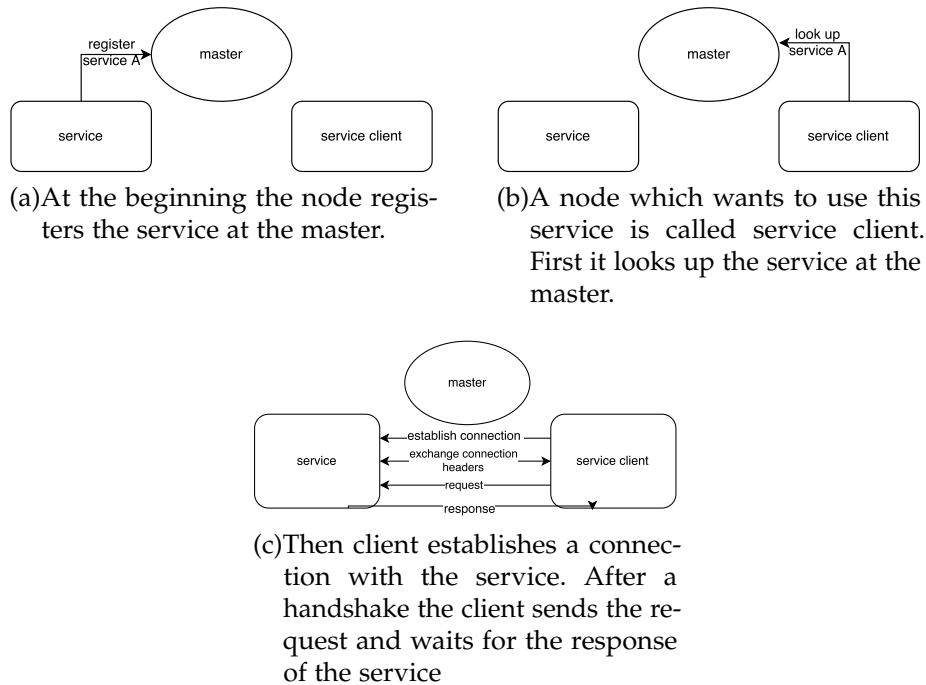 register
service A
master
service
service client
(a)At the beginning the node regis-
ters the service at the master.
look up
service A
master
service
service client
(b)A node which wants to use this
service is called service client.
First it looks up the service at the
master.
master
service
service client
establish connection
exchange connection
headers
request
response
(c)Then client establishes a connec-
tion with the service. After a
handshake the client sends the re-
quest and waits for the response
of the service